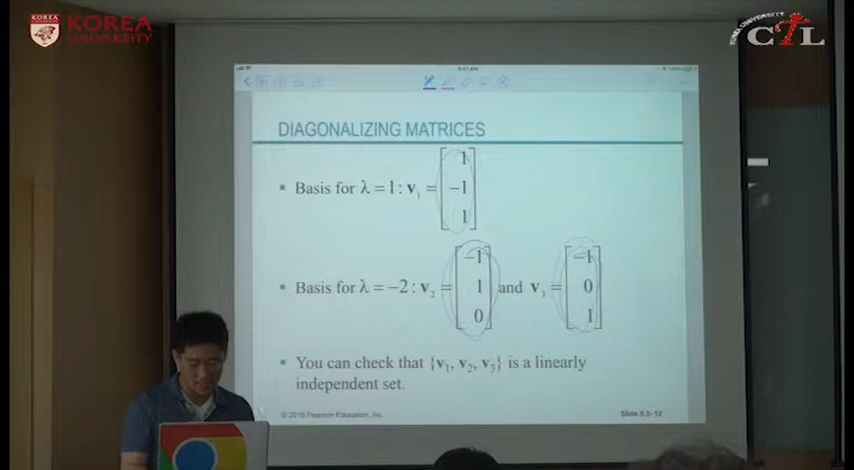 KOREA
UNIVERSITY
KOREA UNIVERSITY
CTL
DIAGONALIZING MATRICES
Basis for λ = 1 : v₁ = [1 −1 1]
Basis for λ = −2 : v₂ = [−1 1 0] and v₃ = [−1 0 1]
You can check that {v₁, v₂, v₃} is a linearly
independent set.
© 2016 Pearson Education, Inc.
Slide 5.3- 12